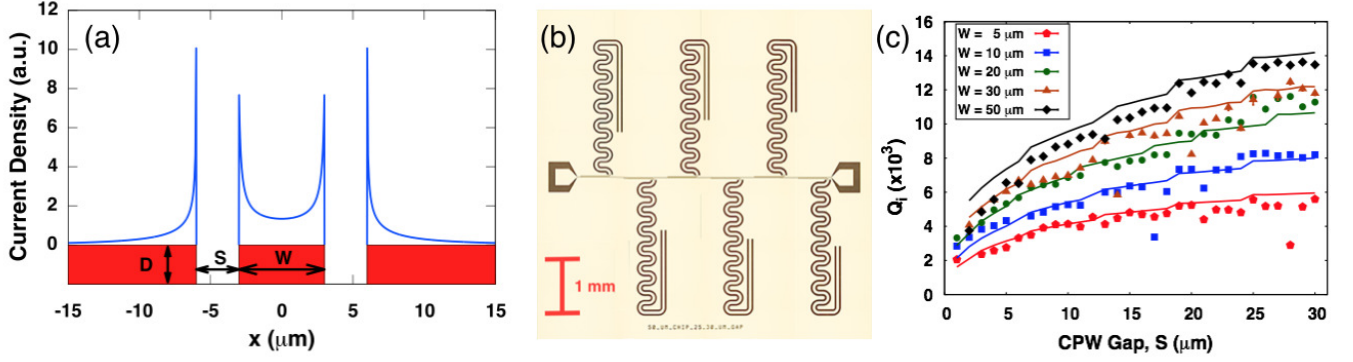 (a)
Current Density (a.u.)
12
10
8
6
4
2
0
D
S
W
-15
-10
-5
0
5
10
15
x (μm)
(b)
1 mm
50_UM_CHIP_25_30_UM_GAP
(c)
Qi (x10³)
16
14
12
10
8
6
4
2
0
W = 5 μm
W = 10 μm
W = 20 μm
W = 30 μm
W = 50 μm
0
5
10
15
20
25
30
CPW Gap, S (μm)